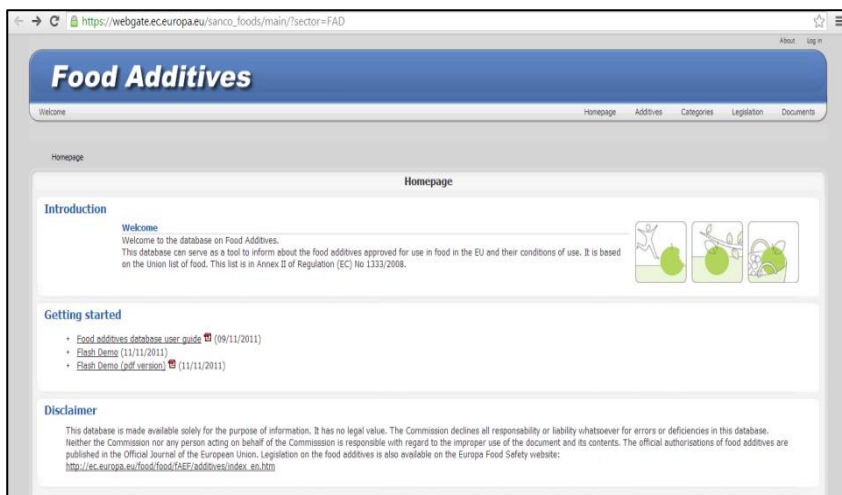 https://webgate.ec.europa.eu/sanco_foods/main/?sector=FAD
About Log in
Food Additives
Welcome Homepage Additives Categories Legislation Documents
Homepage
Homepage
Introduction
Welcome
Welcome to the database on Food Additives.
This database can serve as a tool to inform about the food additives approved for use in food in the EU and their conditions of use. It is based
on the Union list of food. This list is in Annex II of Regulation (EC) No 1333/2008.
Getting started
+ Food additives database user guide (09/11/2011)
+ Flash Demo (11/11/2011)
+ Flash Demo (pdf version) (11/11/2011)
Disclaimer
This database is made available solely for the purpose of information. It has no legal value. The Commission declines all responsability or liability whatsoever for errors or deficiencies in this database.
Neither the Commission nor any person acting on behalf of the Commisssion is responsible with regard to the improper use of the document and its contents. The official authorisations of food additives are
published in the Official Journal of the European Union. Legislation on the food additives is also available on the Europa Food Safety website:
http://ec.europa.eu/food/food/fAEF/additives/index_en.htm